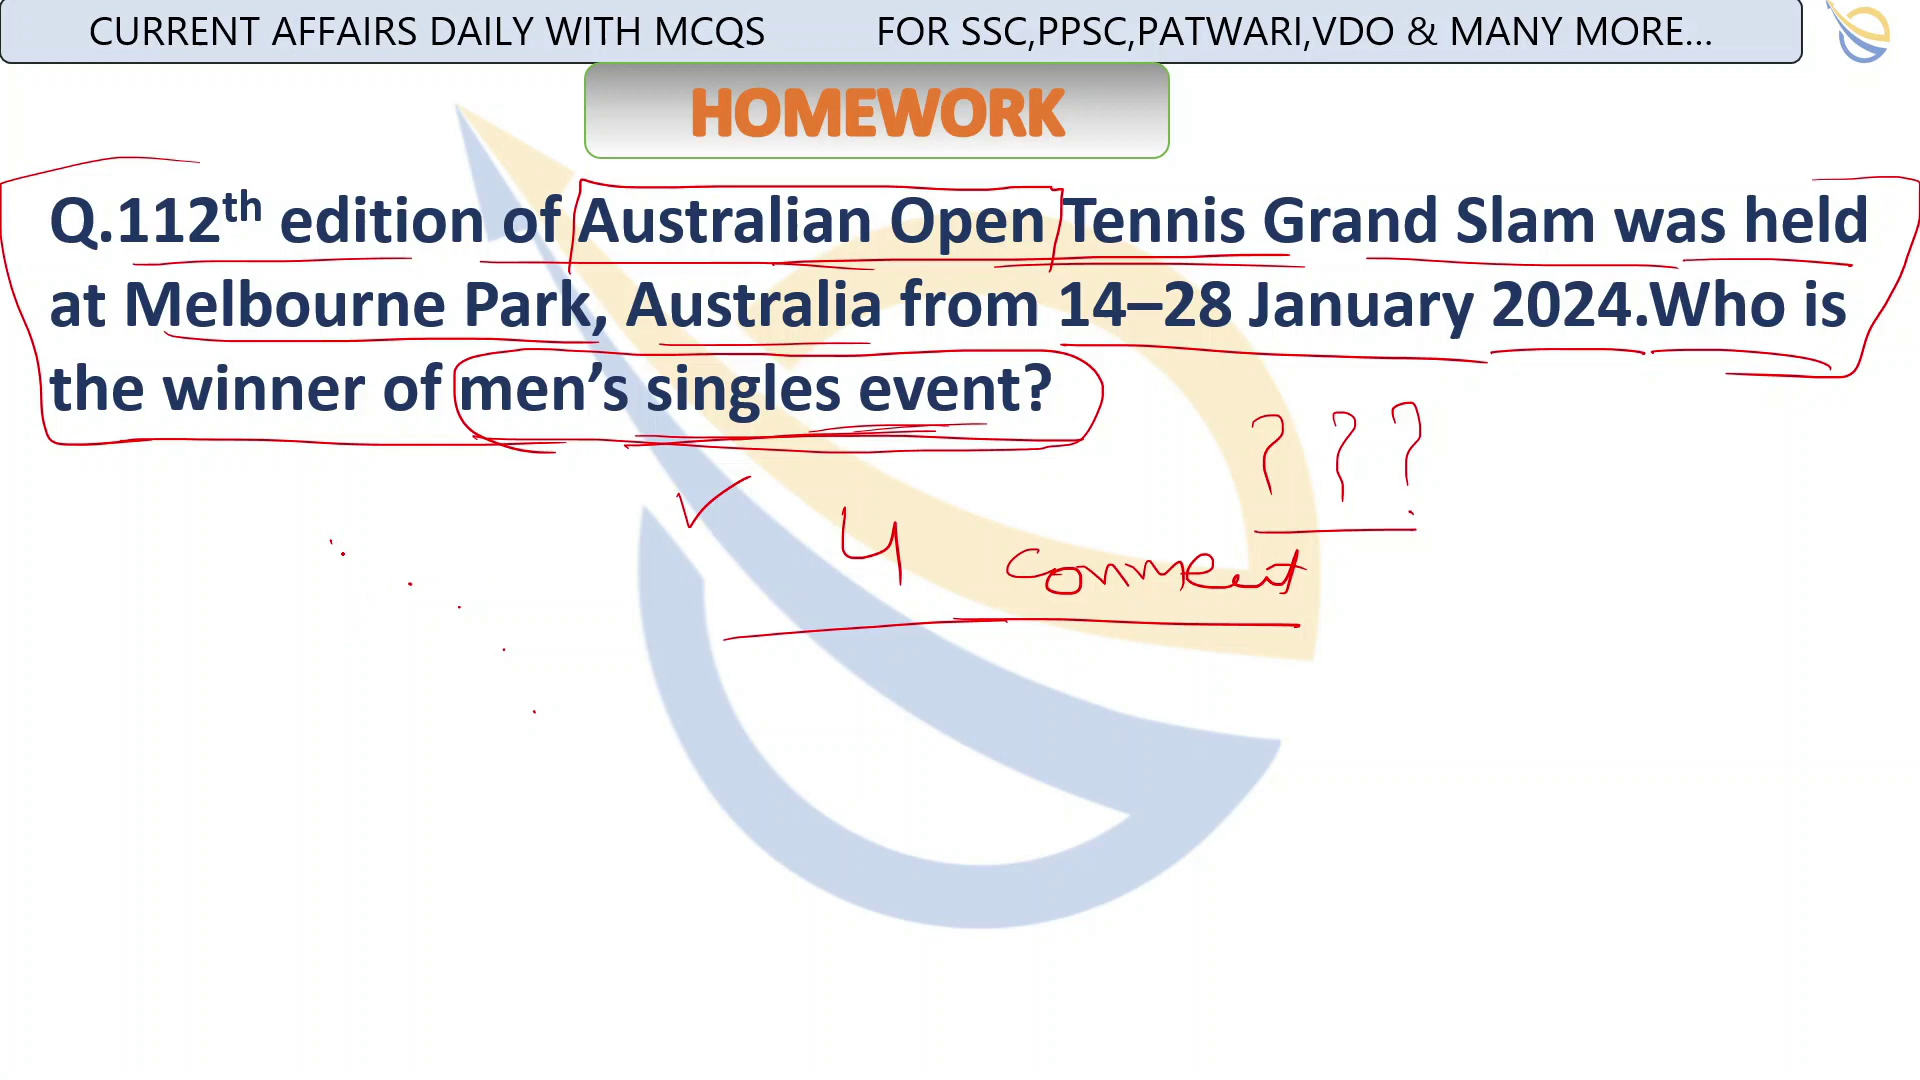 CURRENT AFFAIRS DAILY WITH MCQS FOR SSC,PPSC,PATWARI,VDO & MANY MORE...
HOMEWORK
Q.112th edition of Australian Open Tennis Grand Slam was held
at Melbourne Park, Australia from 14–28 January 2024.Who is
the winner of men’s singles event?
? ? ?
4 comment